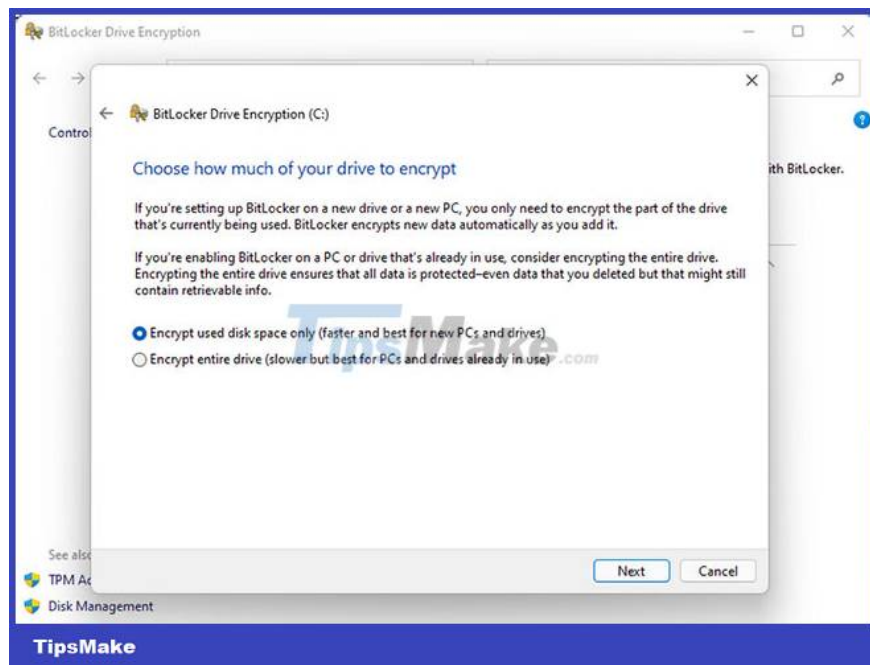 BitLocker Drive Encryption
BitLocker Drive Encryption (C:)
Control
ith BitLocker.
Choose how much of your drive to encrypt
If you're setting up BitLocker on a new drive or a new PC, you only need to encrypt the part of the drive
that's currently being used. BitLocker encrypts new data automatically as you add it.
If you're enabling BitLocker on a PC or drive that's already in use, consider encrypting the entire drive.
Encrypting the entire drive ensures that all data is protected–even data that you deleted but that might still
contain retrievable info.
Encrypt used disk space only (faster and best for new PCs and drives)
Encrypt entire drive (slower but best for PCs and drives already in use)
TipsMake.com
Next
Cancel
See also
TPM Ad
Disk Management
TipsMake